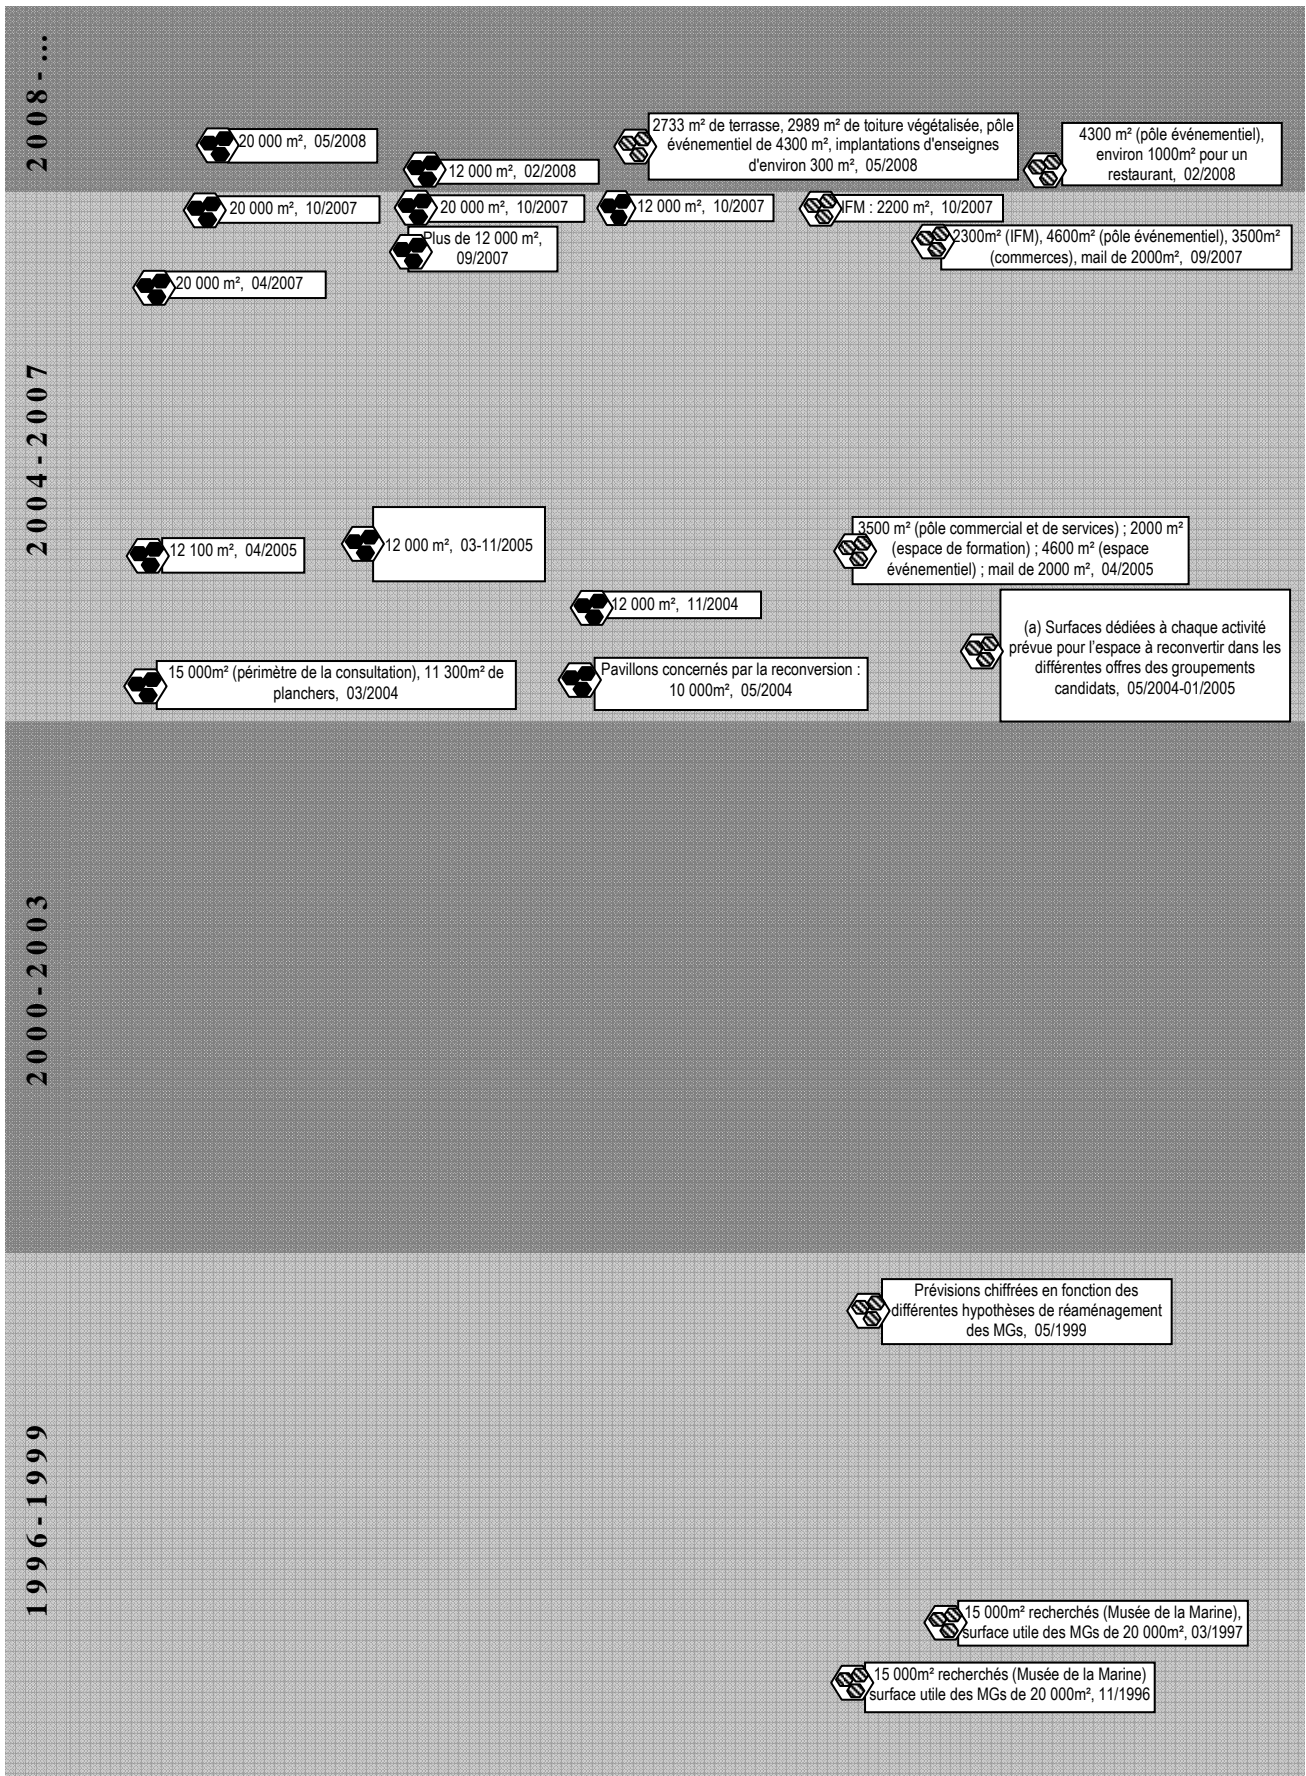 2008-...
20 000 m², 05/2008
12 000 m², 02/2008
2733 m² de terrasse, 2989 m² de toiture végétalisée, pôle
événementiel de 4300 m², implantations d'enseignes
d'environ 300 m², 05/2008
4300 m² (pôle événementiel),
environ 1000m² pour un
restaurant, 02/2008
2004-2007
20 000 m², 10/2007
20 000 m², 10/2007
12 000 m², 10/2007
IFM : 2200 m², 10/2007
Plus de 12 000 m²,
09/2007
2300m² (IFM), 4600m² (pôle événementiel), 3500m²
(commerces), mail de 2000m², 09/2007
20 000 m², 04/2007
12 100 m², 04/2005
12 000 m², 03-11/2005
3500 m² (pôle commercial et de services) ; 2000 m²
(espace de formation) ; 4600 m² (espace
événementiel) ; mail de 2000 m², 04/2005
12 000 m², 11/2004
(a) Surfaces dédiées à chaque activité
prévue pour l'espace à reconvertir dans les
différentes offres des groupements
candidats, 05/2004-01/2005
15 000m² (périmètre de la consultation), 11 300m² de
planchers, 03/2004
Pavillons concernés par la reconversion :
10 000m², 05/2004
2000-2003
1996-1999
Prévisions chiffrées en fonction des
différentes hypothèses de réaménagement
des MGs, 05/1999
15 000m² recherchés (Musée de la Marine),
surface utile des MGs de 20 000m², 03/1997
15 000m² recherchés (Musée de la Marine)
surface utile des MGs de 20 000m², 11/1996